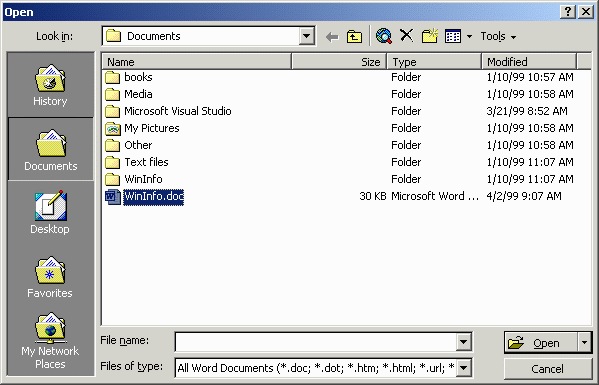 Open
Look in: Documents Tools
Name Size Type Modified
books Folder 1/10/99 10:57 AM
Media Folder 1/10/99 10:58 AM
Microsoft Visual Studio Folder 3/21/99 8:52 AM
My Pictures Folder 1/10/99 10:58 AM
Other Folder 1/10/99 10:58 AM
Text files Folder 1/10/99 11:07 AM
WinInfo Folder 1/10/99 11:07 AM
WinInfo.doc 30 KB Microsoft Word ... 4/2/99 9:07 AM
History
Documents
Desktop
Favorites
My Network
Places
File name: Open
Files of type: All Word Documents (*.doc; *.dot; *.htm; *.html; *.url; * Cancel